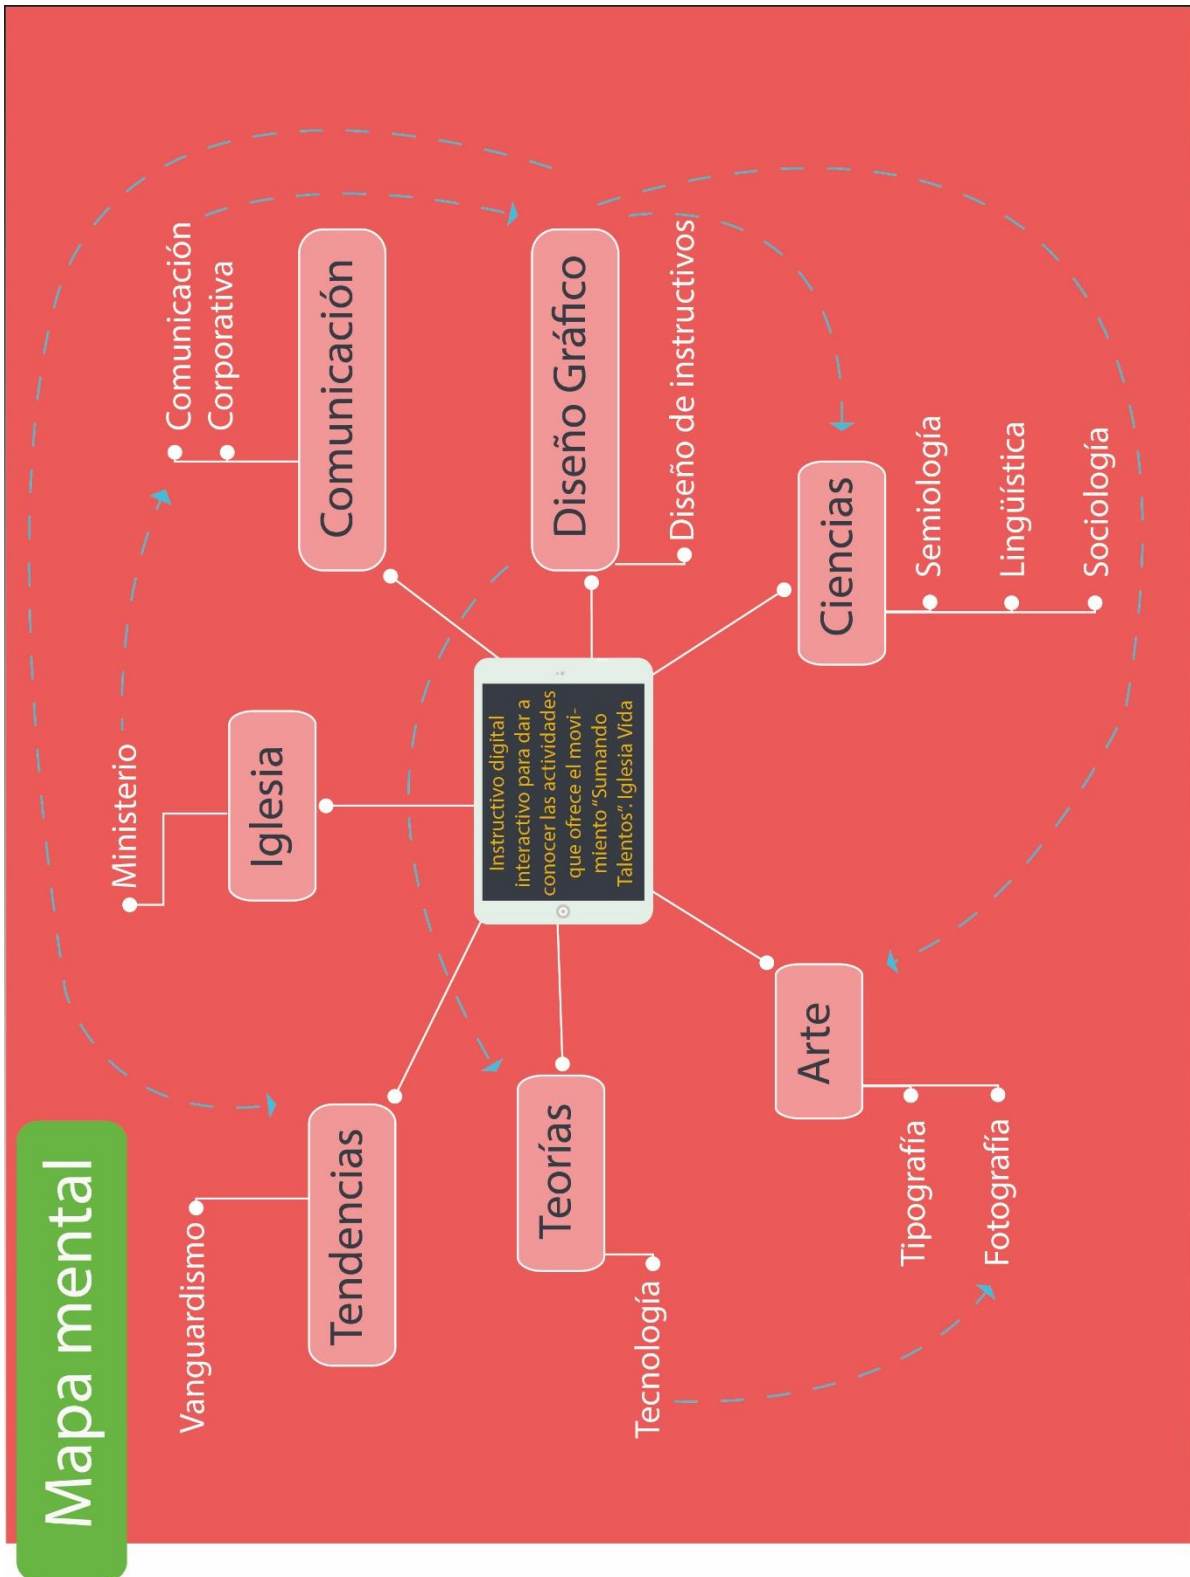 Mapa mental
Vanguardismo
Tendencias
Ministerio
Iglesia
Comunicación
Corporativa
Comunicación
Instructivo digital
interactivo para dar a
conocer las actividades
que ofrece el movi-
miento “Sumando
Talentos”. Iglesia Vida
Diseño Gráfico
Diseño de instructivos
Teorías
Tecnología
Ciencias
Semiología
Lingüística
Sociología
Arte
Tipografía
Fotografía